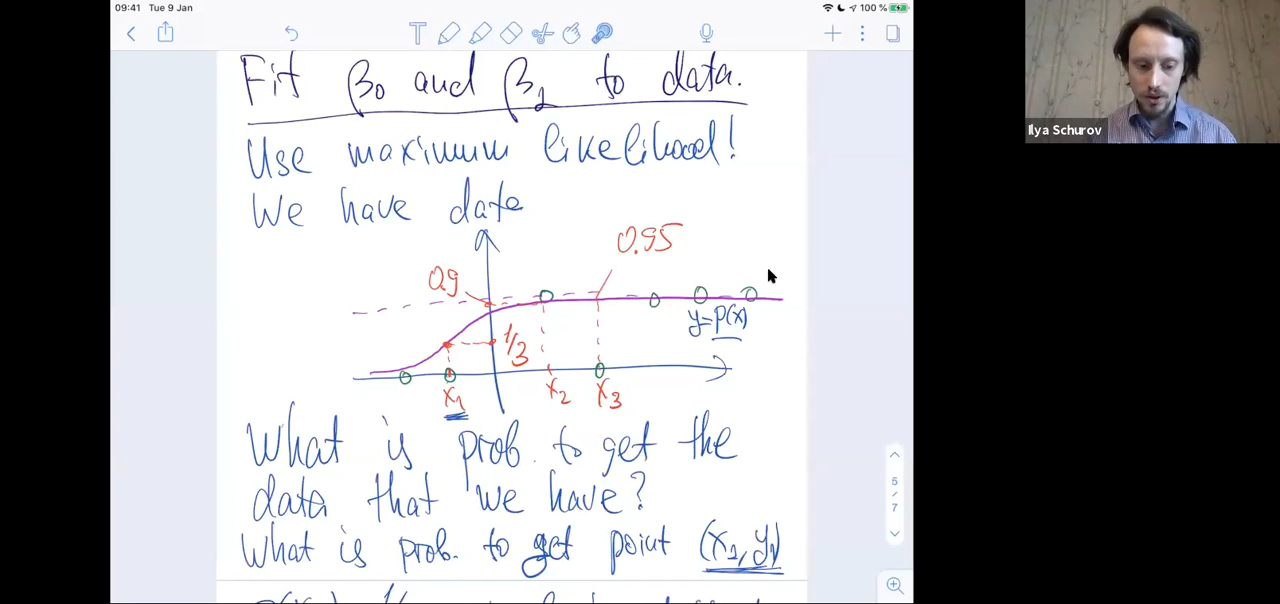 09:41 Tue 9 Jan
100 %
Fit β0 and β1 to data.
Use maximum likelihood!
We have data
0.95
0.9
1/3
y=p(x)
x1
x2
x3
What is prob. to get the
data that we have?
What is prob. to get point (x1, y1)
5
/
7
Ilya Schurov